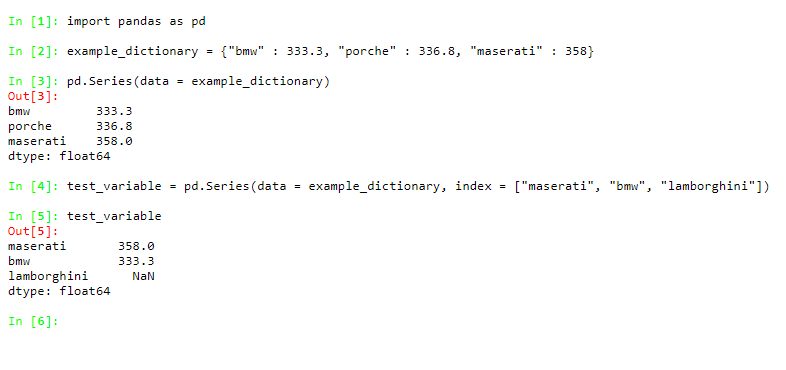 In [1]: import pandas as pd
In [2]: example_dictionary = {"bmw" : 333.3, "porche" : 336.8, "maserati" : 358}
In [3]: pd.Series(data = example_dictionary)
Out[3]:
bmw         333.3
porche      336.8
maserati    358.0
dtype: float64
In [4]: test_variable = pd.Series(data = example_dictionary, index = ["maserati", "bmw", "lamborghini"])
In [5]: test_variable
Out[5]:
maserati       358.0
bmw            333.3
lamborghini      NaN
dtype: float64
In [6]: